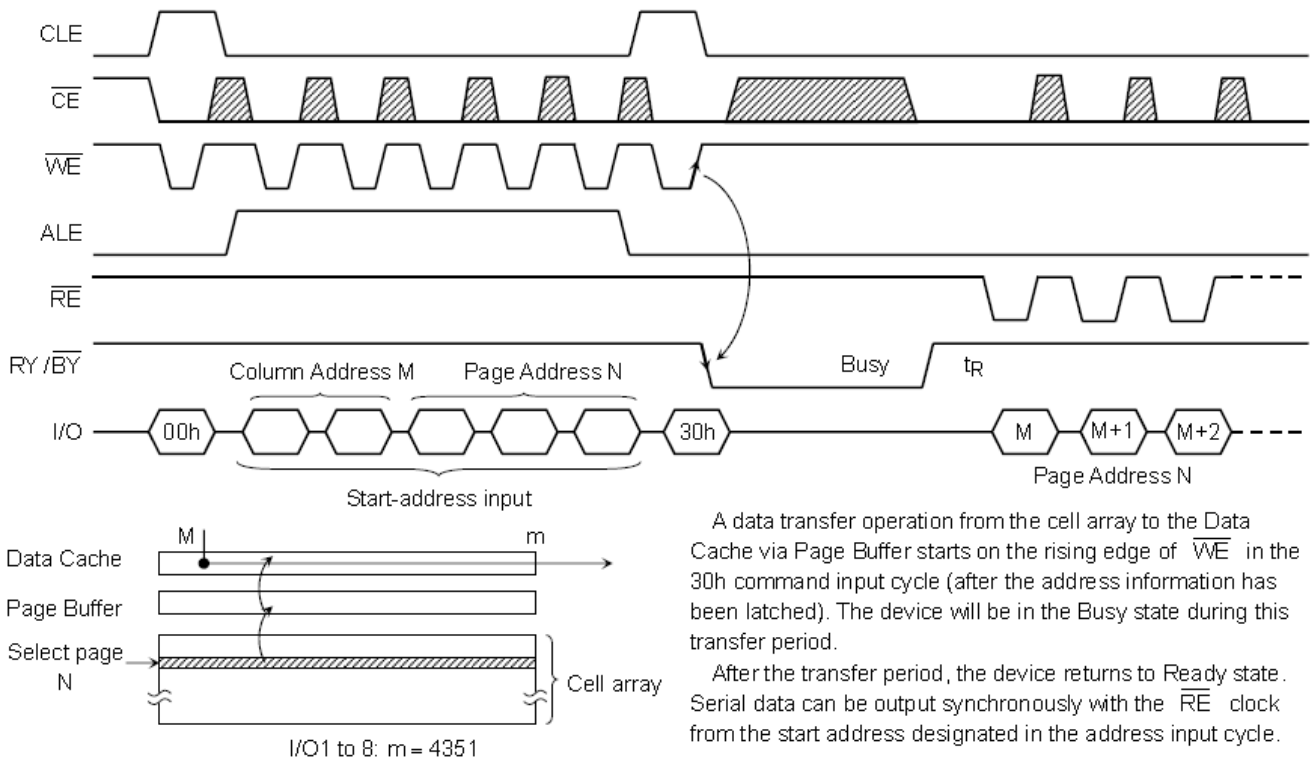 CLE
CE
WE
ALE
RE
RY /BY
Busy
tR
Column Address M
Page Address N
I/O
00h
30h
M
M+1
M+2
Page Address N
Start-address input
M
m
Data Cache
Page Buffer
Select page
N
Cell array
I/O1 to 8: m = 4351
A data transfer operation from the cell array to the Data
Cache via Page Buffer starts on the rising edge of WE in the
30h command input cycle (after the address information has
been latched). The device will be in the Busy state during this
transfer period.
After the transfer period, the device returns to Ready state.
Serial data can be output synchronously with the RE clock
from the start address designated in the address input cycle.